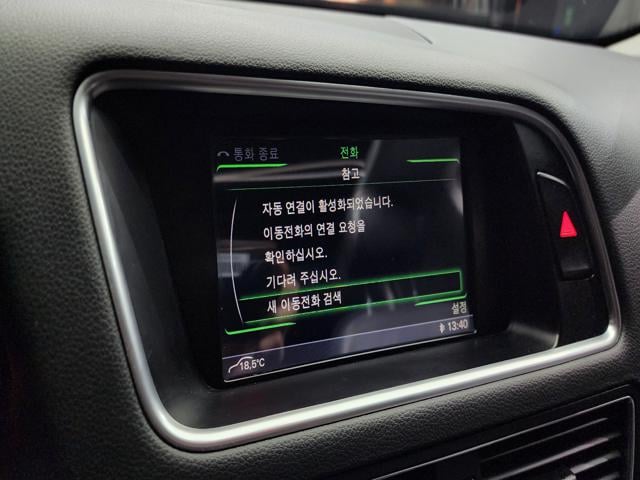 통화 종료
전화
참고
자동 연결이 활성화되었습니다.
이동전화의 연결 요청을
확인하십시오.
기다려 주십시오.
새 이동전화 검색
설정
13:40
18,5°C